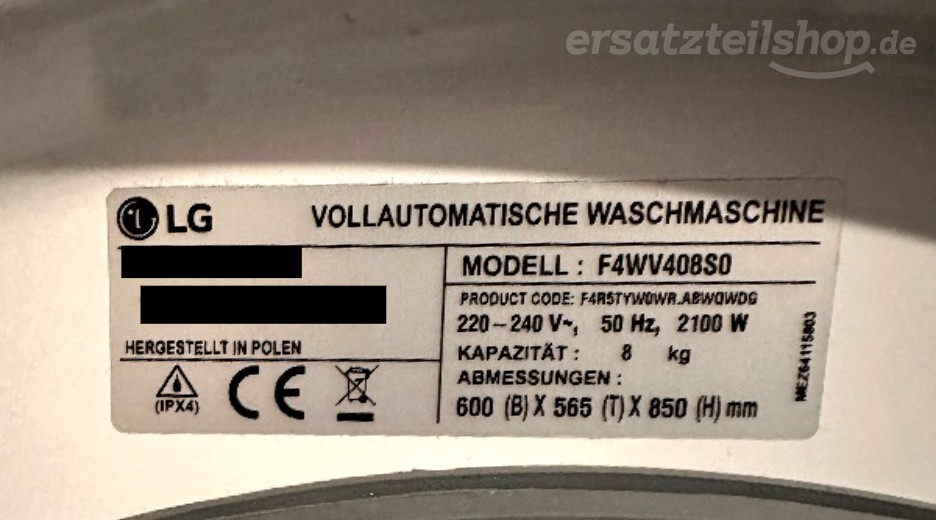 ersatzteilshop.de
LG
VOLLAUTOMATISCHE WASCHMASCHINE
MODELL : F4WV408S0
PRODUCT CODE: F4R5TYW0WR.ABWQWDG
220~240 V~, 50 Hz, 2100 W
HERGESTELLT IN POLEN
KAPAZITÄT : 8 kg
ABMESSUNGEN :
600 (B) X 565 (T) X 850 (H) mm
(IPX4)
CE
MEZ64115803